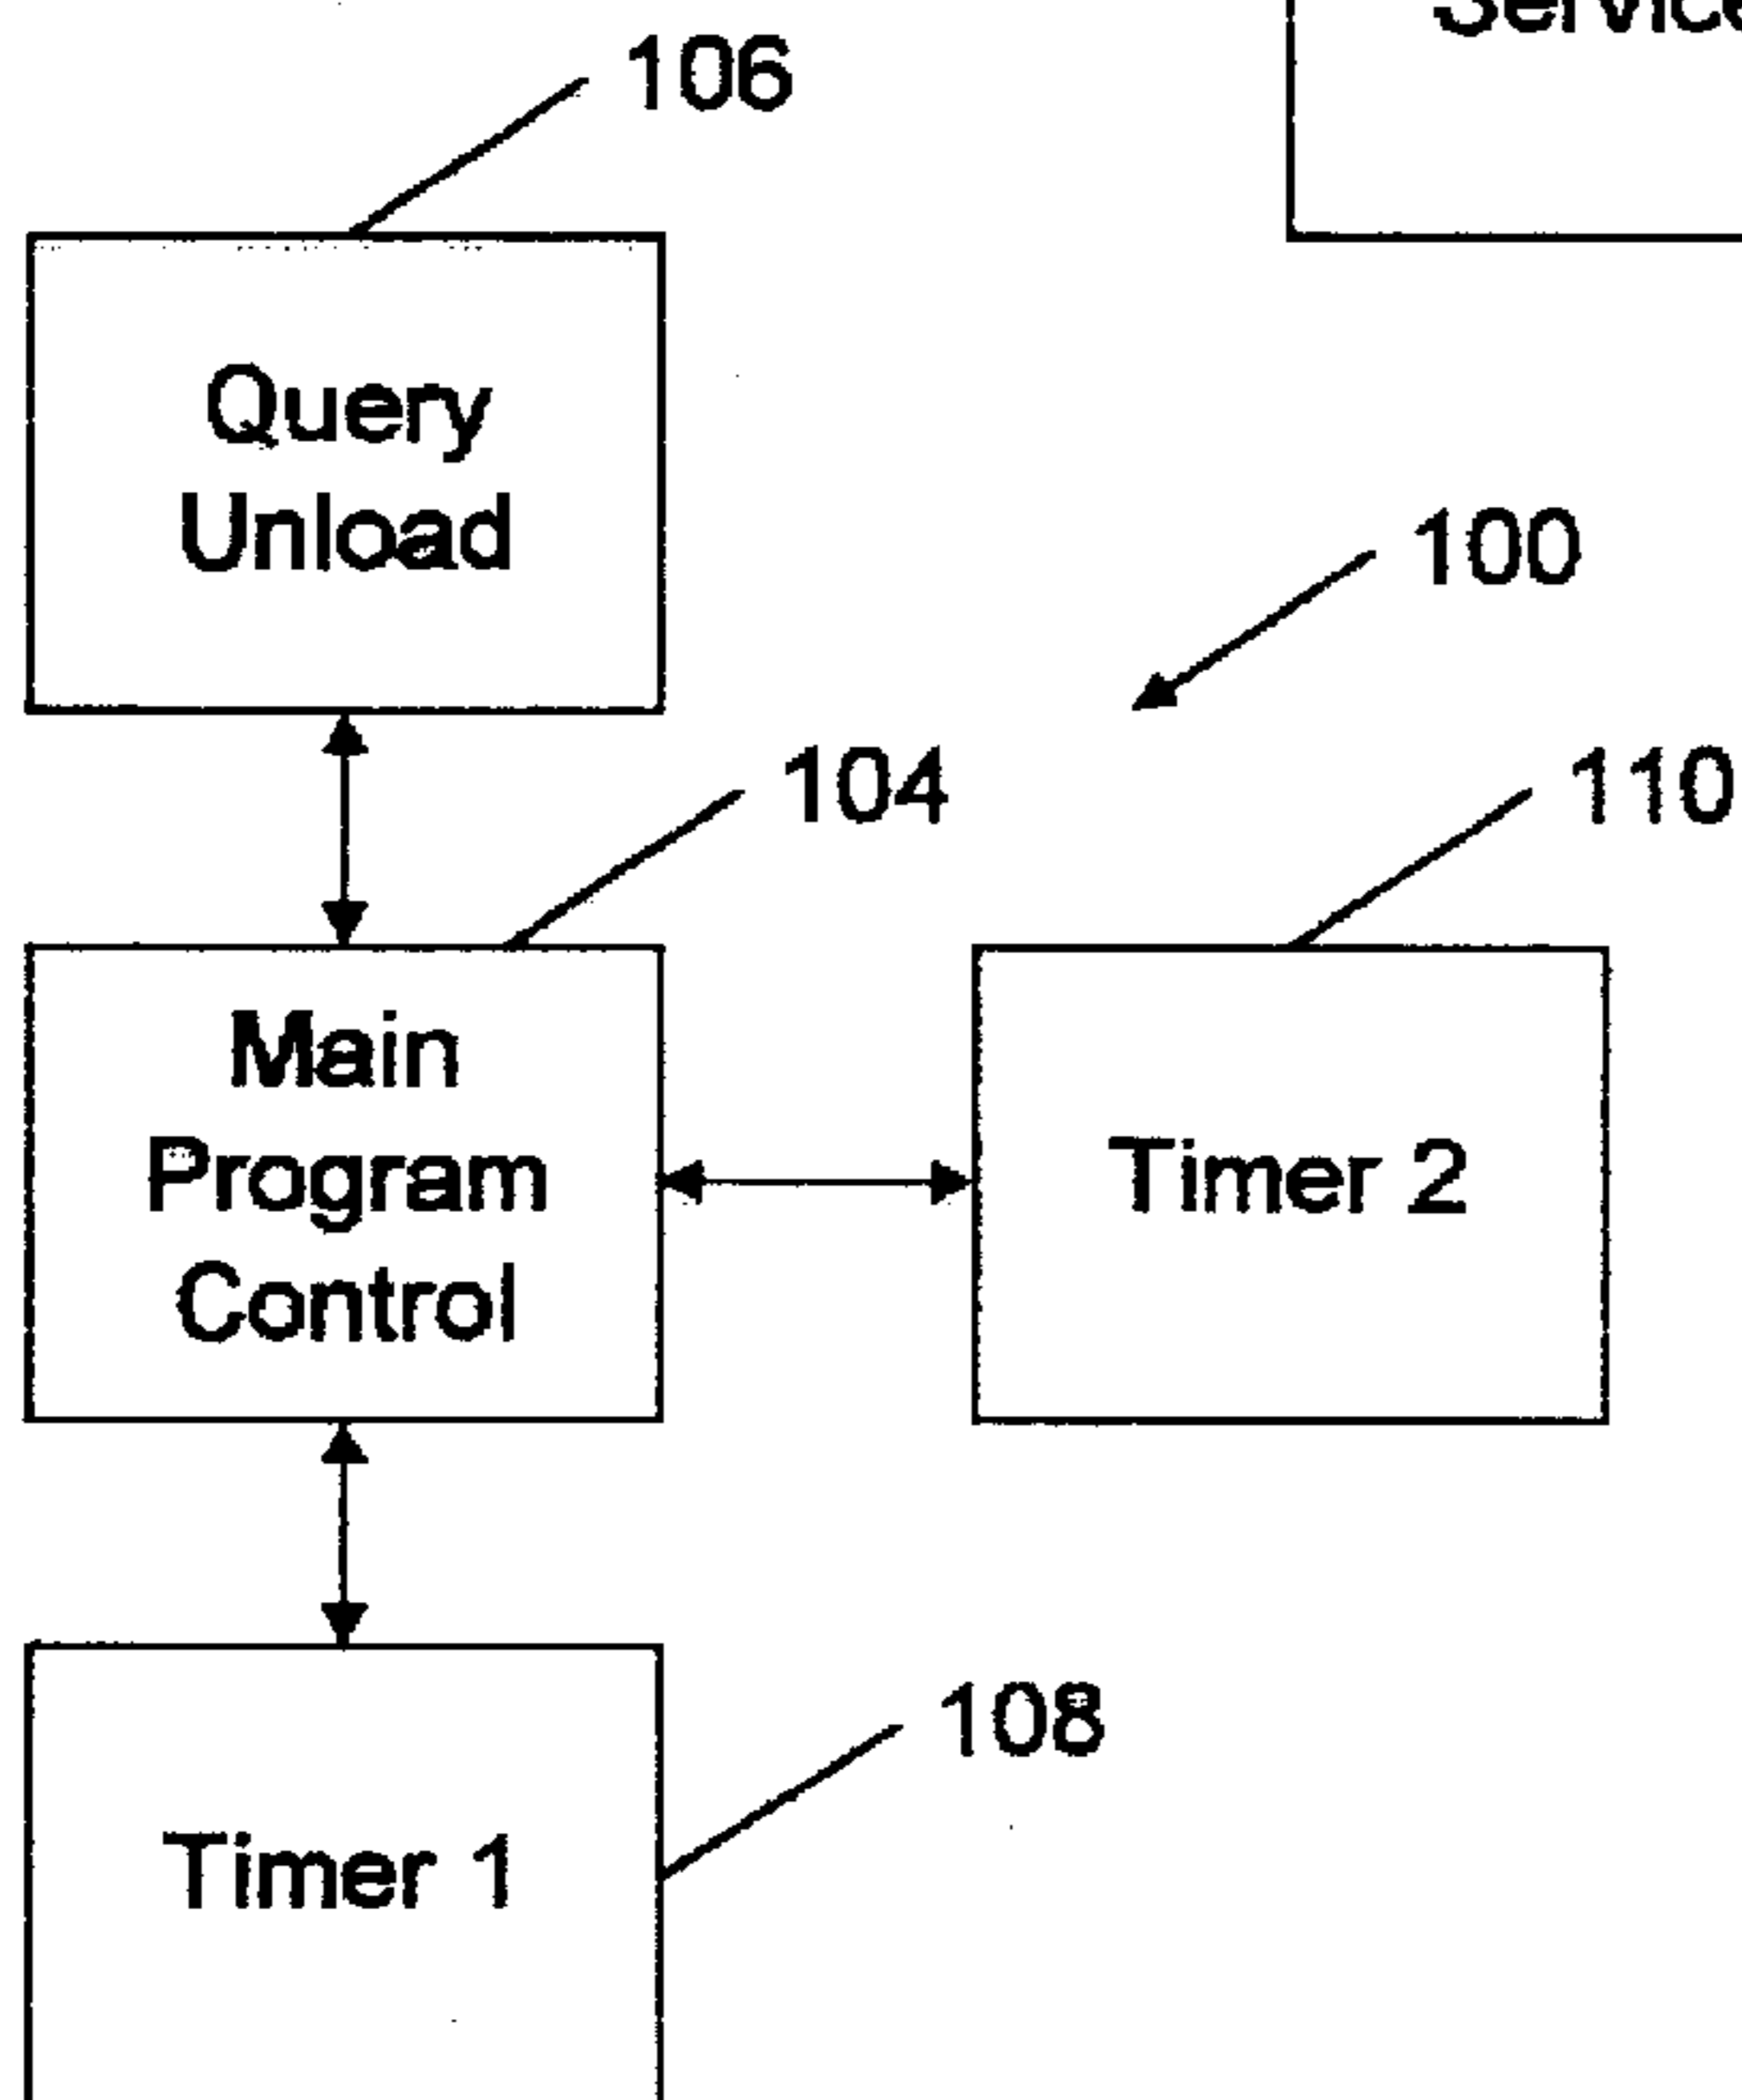 106
Query
Unload
100
104
110
Main
Program
Control
Timer 2
108
Timer 1